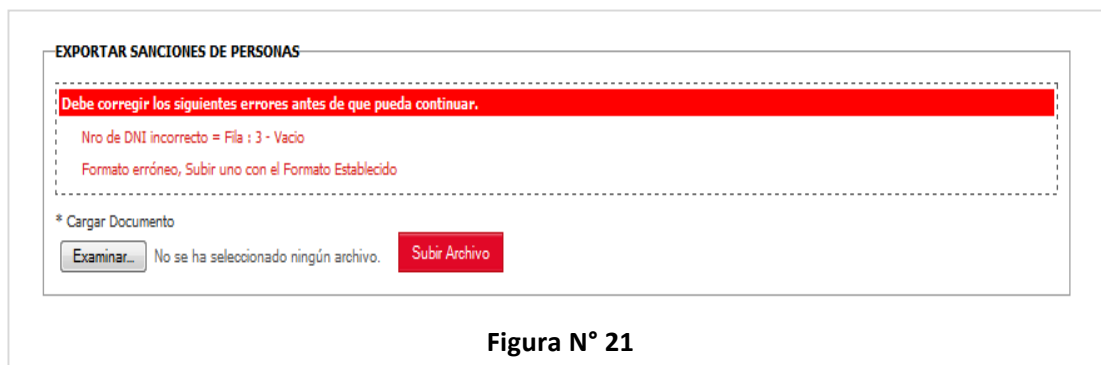 EXPORTAR SANCIONES DE PERSONAS
Debe corregir los siguientes errores antes de que pueda continuar.
Nro de DNI incorrecto = Fila : 3 - Vacio
Formato erróneo, Subir uno con el Formato Establecido
* Cargar Documento
Examinar... No se ha seleccionado ningún archivo. Subir Archivo
Figura N° 21